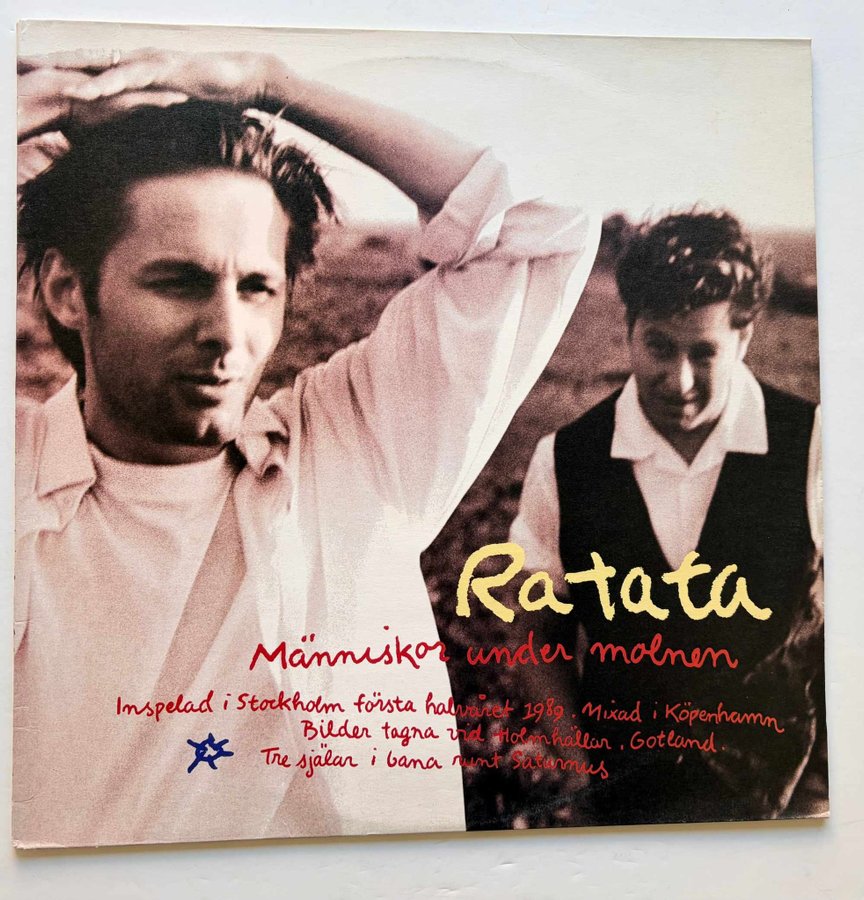 Ratata
Människor under molnen
Inspelad i Stockholm första halvåret 1989. Mixad i Köpenhamn
Bilder tagna vid Holmhällar, Gotland.
Tre själar i bana runt Saturnus